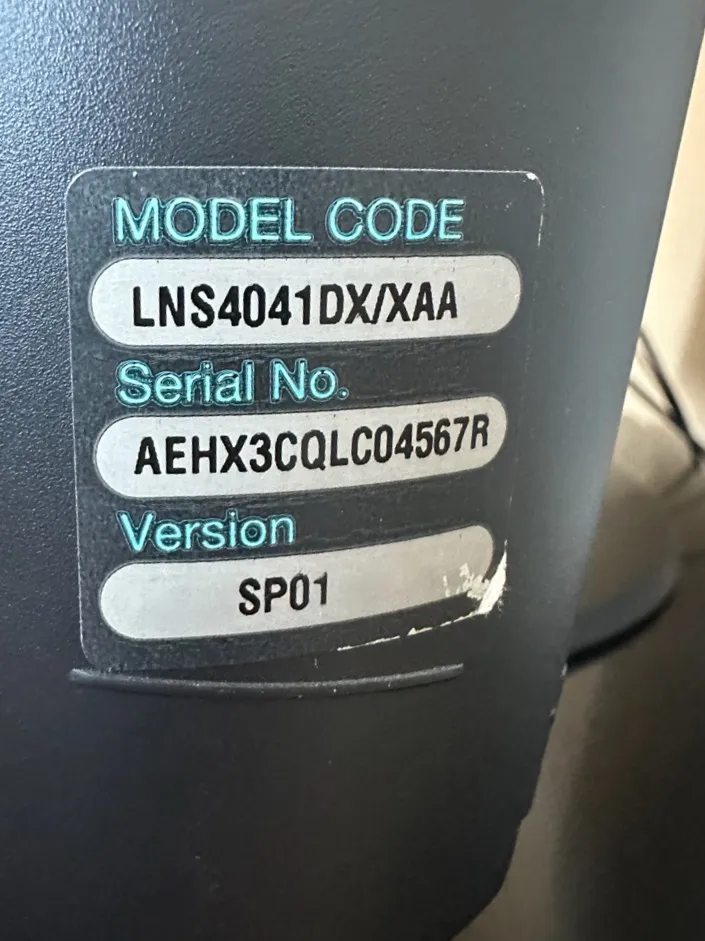 MODEL CODE
LNS4041DX/XAA
Serial No.
AEHX3CQLC04567R
Version
SP01